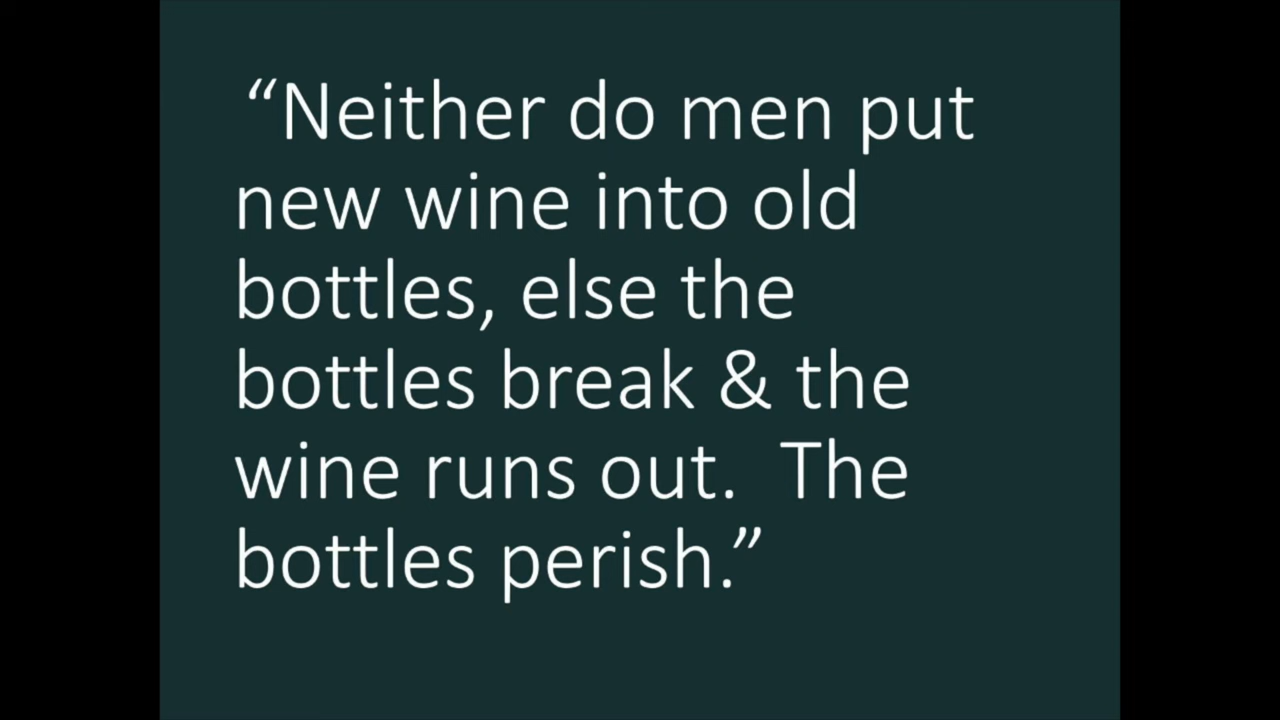 “Neither do men put
new wine into old
bottles, else the
bottles break & the
wine runs out.  The
bottles perish.”